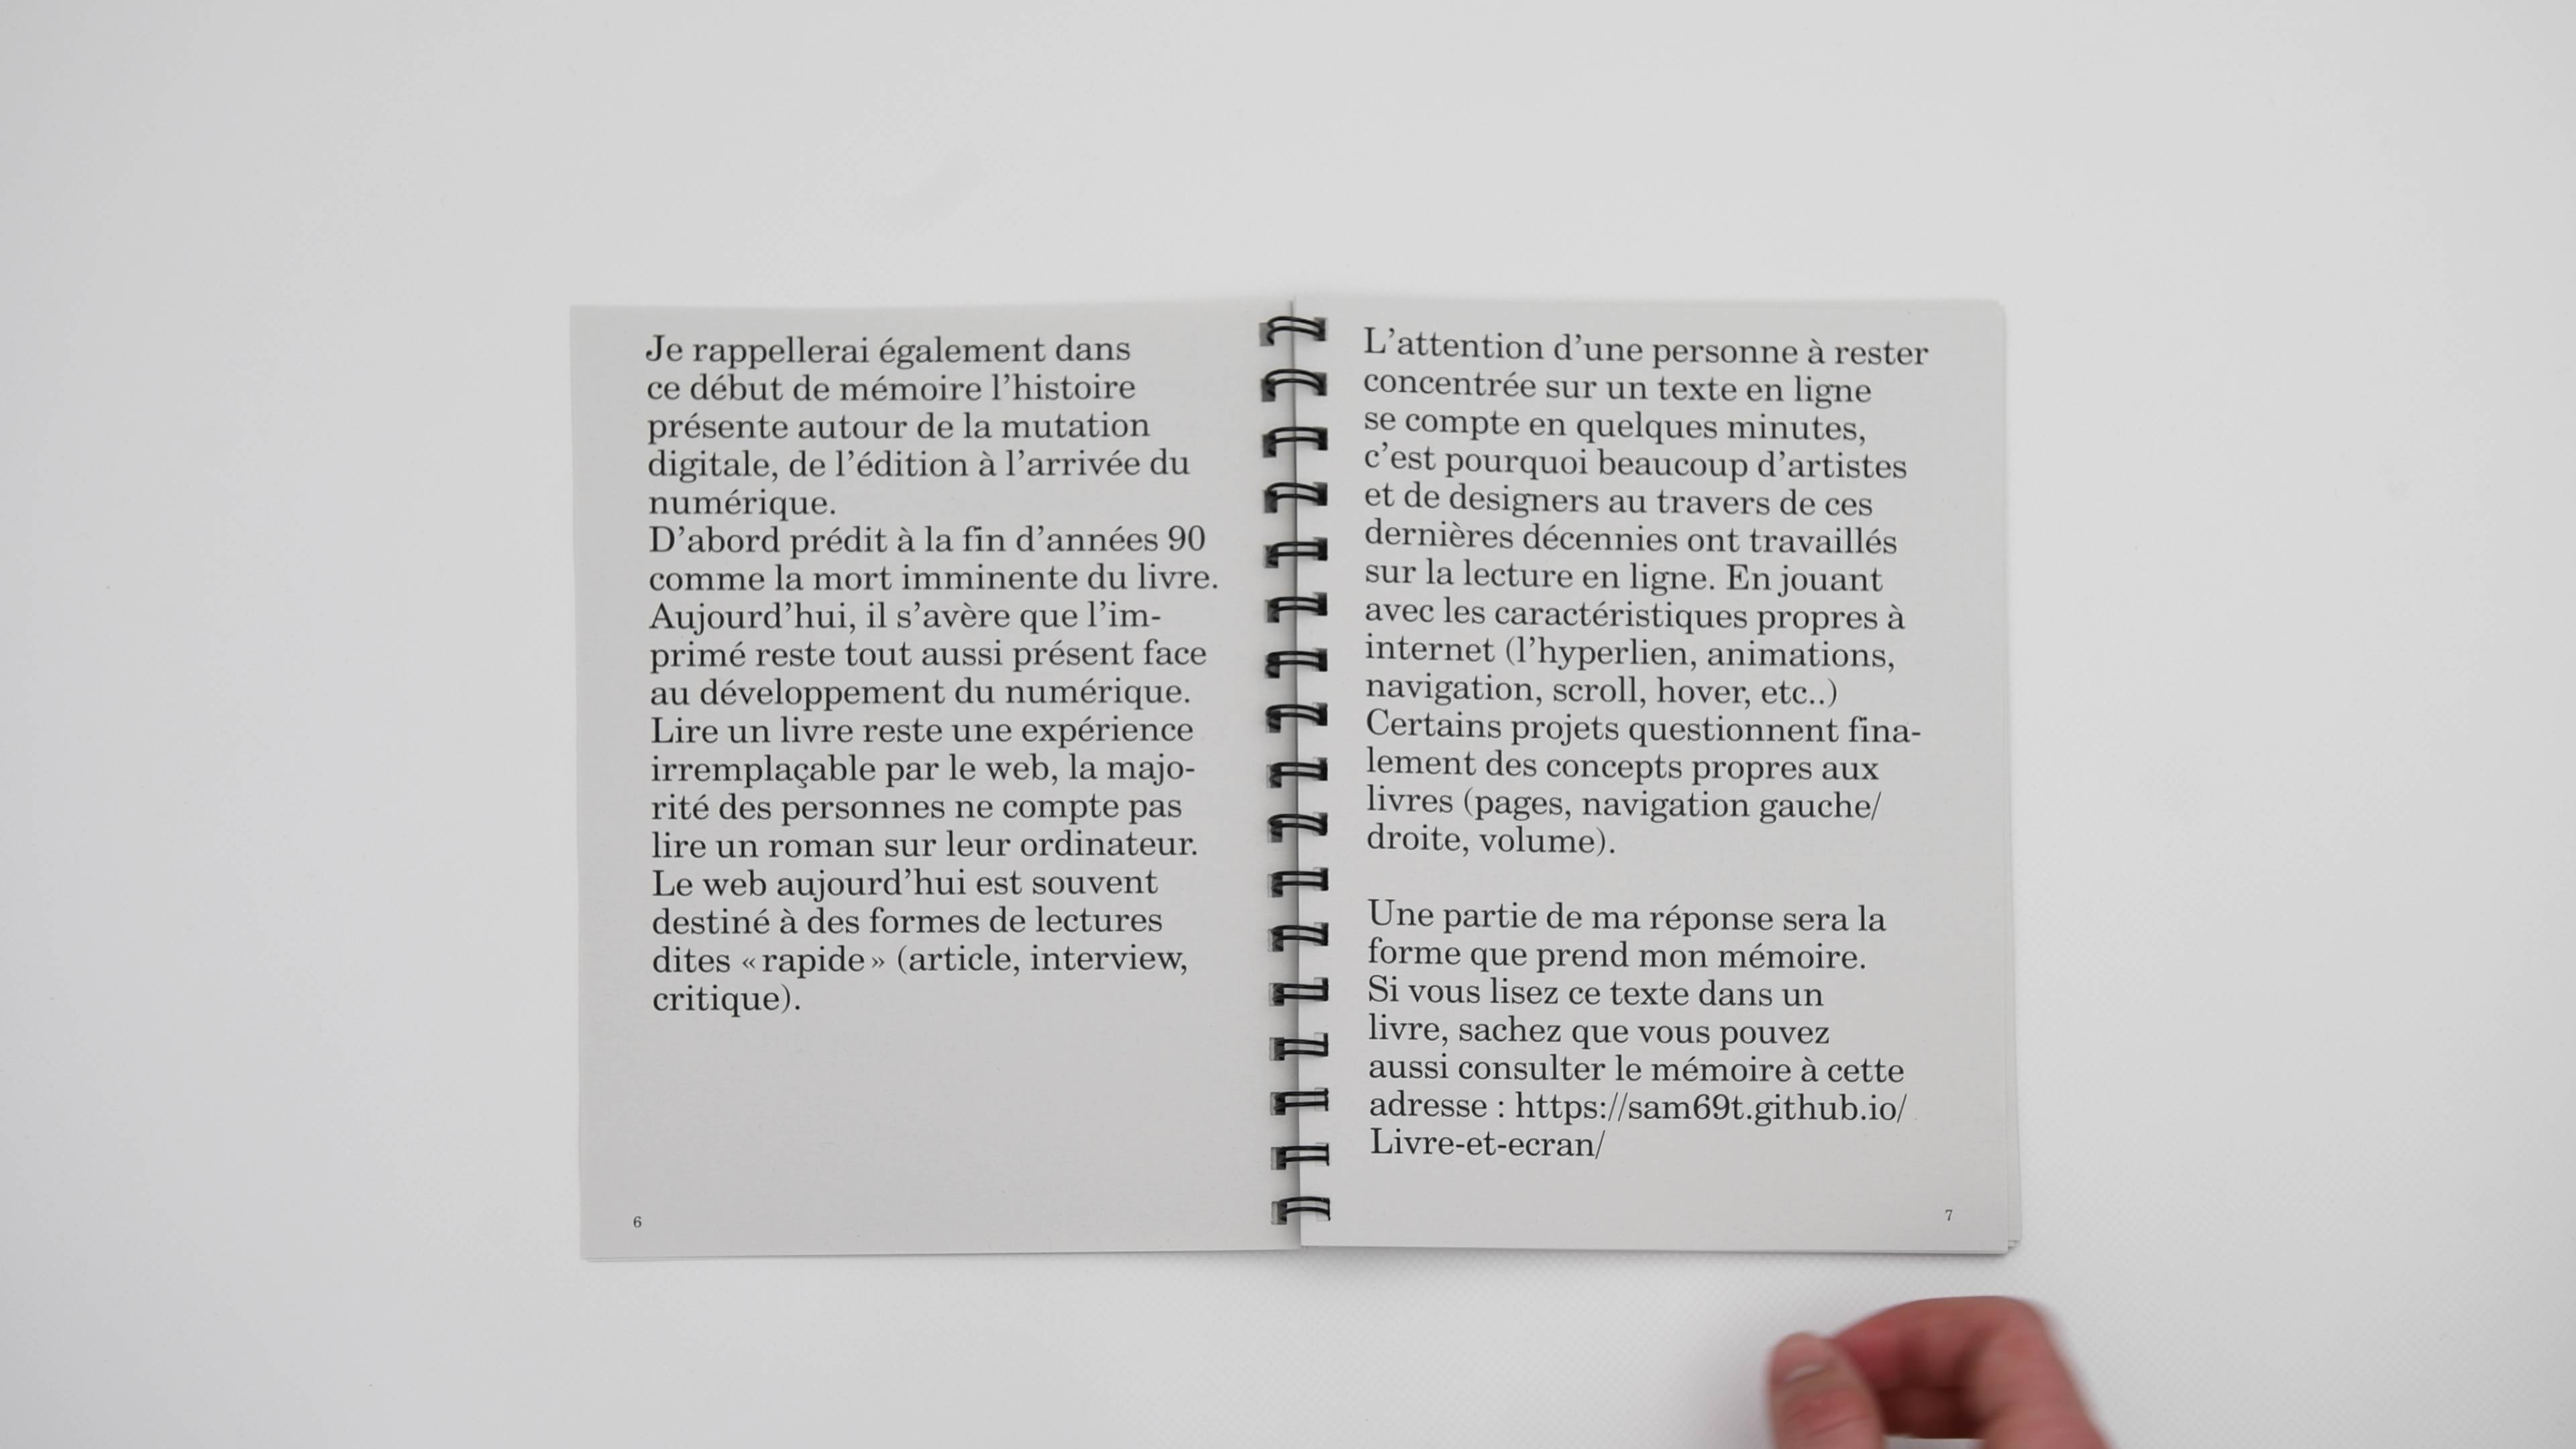 Je rappellerai également dans
ce début de mémoire l’histoire
présente autour de la mutation
digitale, de l’édition à l’arrivée du
numérique.
D’abord prédit à la fin d’années 90
comme la mort imminente du livre.
Aujourd’hui, il s’avère que l’im-
primé reste tout aussi présent face
au développement du numérique.
Lire un livre reste une expérience
irremplaçable par le web, la majo-
rité des personnes ne compte pas
lire un roman sur leur ordinateur.
Le web aujourd’hui est souvent
destiné à des formes de lectures
dites « rapide » (article, interview,
critique).
6
L’attention d’une personne à rester
concentrée sur un texte en ligne
se compte en quelques minutes,
c’est pourquoi beaucoup d’artistes
et de designers au travers de ces
dernières décennies ont travaillés
sur la lecture en ligne. En jouant
avec les caractéristiques propres à
internet (l’hyperlien, animations,
navigation, scroll, hover, etc..)
Certains projets questionnent fina-
lement des concepts propres aux
livres (pages, navigation gauche/
droite, volume).
Une partie de ma réponse sera la
forme que prend mon mémoire.
Si vous lisez ce texte dans un
livre, sachez que vous pouvez
aussi consulter le mémoire à cette
adresse : https://sam69t.github.io/
Livre-et-ecran/
7